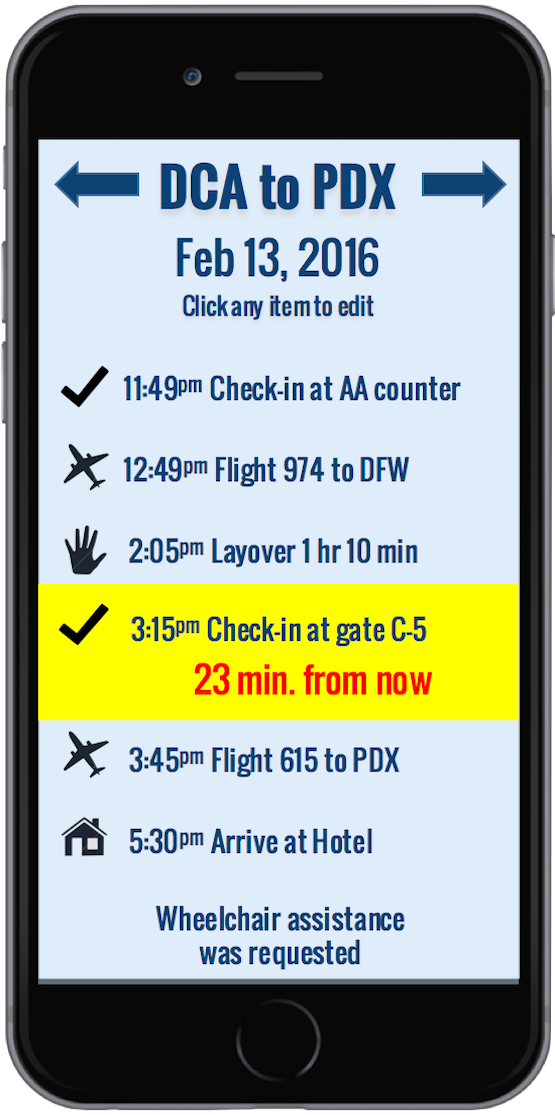 DCA to PDX
Feb 13, 2016
Click any item to edit
11:49pm Check-in at AA counter
12:49pm Flight 974 to DFW
2:05pm Layover 1 hr 10 min
3:15pm Check-in at gate C-5
23 min. from now
3:45pm Flight 615 to PDX
5:30pm Arrive at Hotel
Wheelchair assistance
was requested